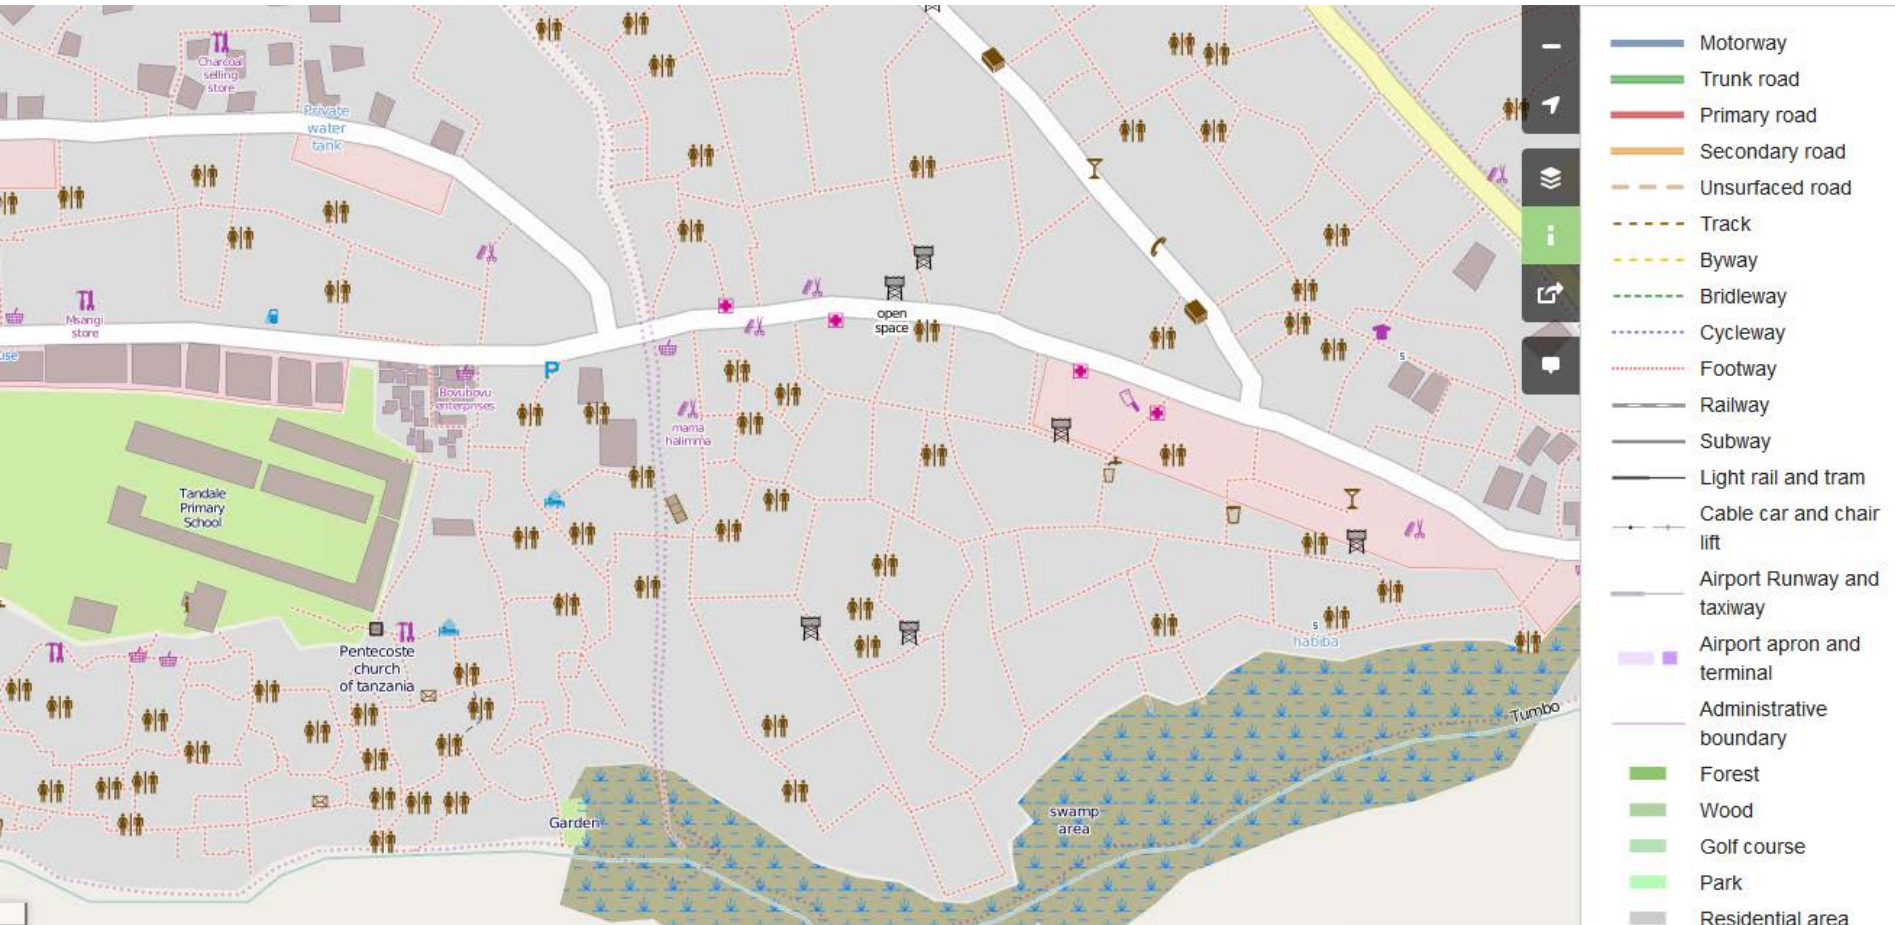 Charcoal
selling
store
Private
water
tank
Msangi
store
use
open
space
P
Bovubovu
enterprises
mama
halimma
5
Tandale
Primary
School
Pentecoste
church
of tanzania
5
habiba
Garden
swamp
area
Tumbo
i
Motorway
Trunk road
Primary road
Secondary road
Unsurfaced road
Track
Byway
Bridleway
Cycleway
Footway
Railway
Subway
Light rail and tram
Cable car and chair
lift
Airport Runway and
taxiway
Airport apron and
terminal
Administrative
boundary
Forest
Wood
Golf course
Park
Residential area